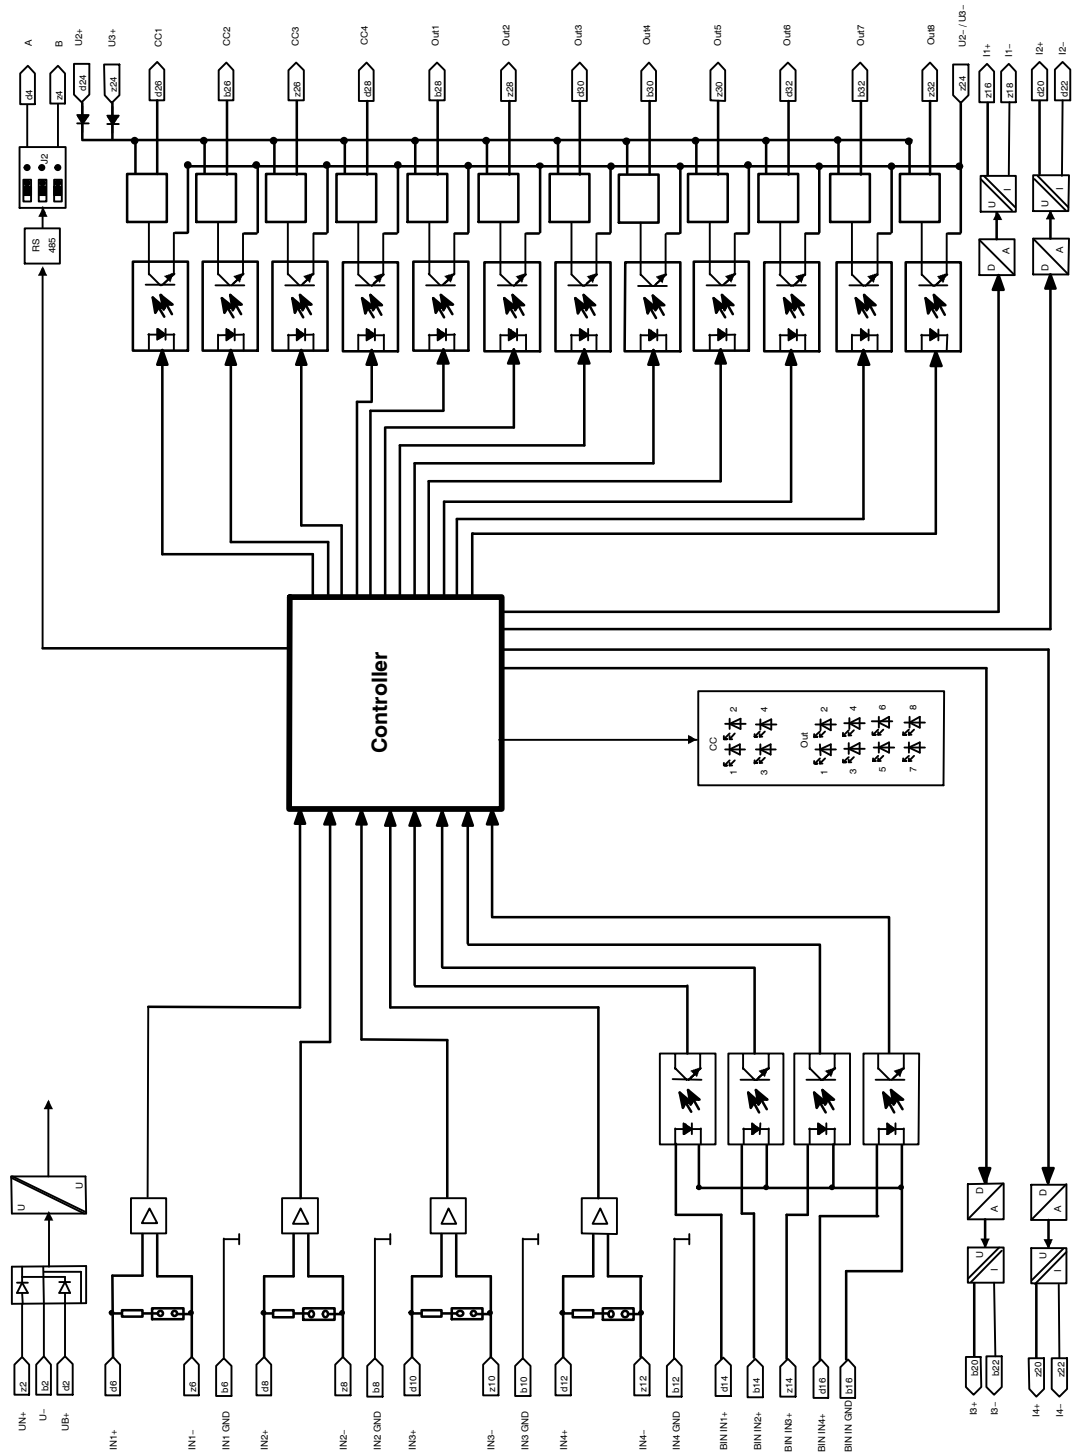 A
B
U2+
U3+
CC1
CC2
CC3
CC4
Out1
Out2
Out3
Out4
Out5
Out6
Out7
Out8
U2– / U3–
I1+
I1–
I2+
I2–
d4
z4
d24
z24
d26
b26
z26
d28
b28
z28
d30
b30
z30
d32
b32
z32
z24
z16
z18
d20
d22
J2
RS
485
U
I
U
I
D
A
D
A
Controller
CC
1
2
3
4
Out
1
2
3
4
5
6
7
8
U
U
D
A
D
A
U
I
U
I
z2
b2
d2
d6
z6
b6
d8
z8
b8
d10
z10
b10
d12
z12
b12
d14
b14
z14
d16
b16
b20
b22
z20
z22
UN+
U–
UB+
IN1+
IN1–
IN1 GND
IN2+
IN2–
IN2 GND
IN3+
IN3–
IN3 GND
IN4+
IN4–
IN4 GND
BIN IN1+
BIN IN2+
BIN IN3+
BIN IN4+
BIN IN GND
I3+
I3–
I4+
I4–